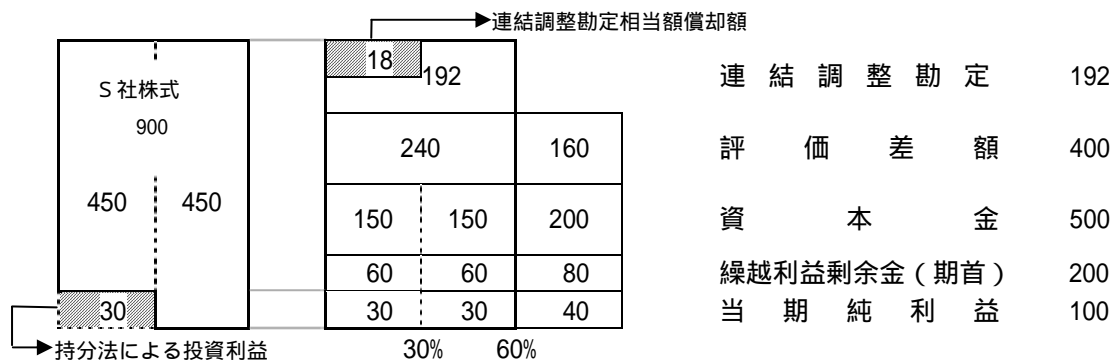 連結調整勘定相当額償却額
18
192
連結調整勘定 192
S社株式
900
240 160 評価差額 400
450 450 150 150 200 資本金 500
60 60 80 繰越利益剰余金(期首) 200
30 30 30 40 当期純利益 100
持分法による投資利益 30% 60%